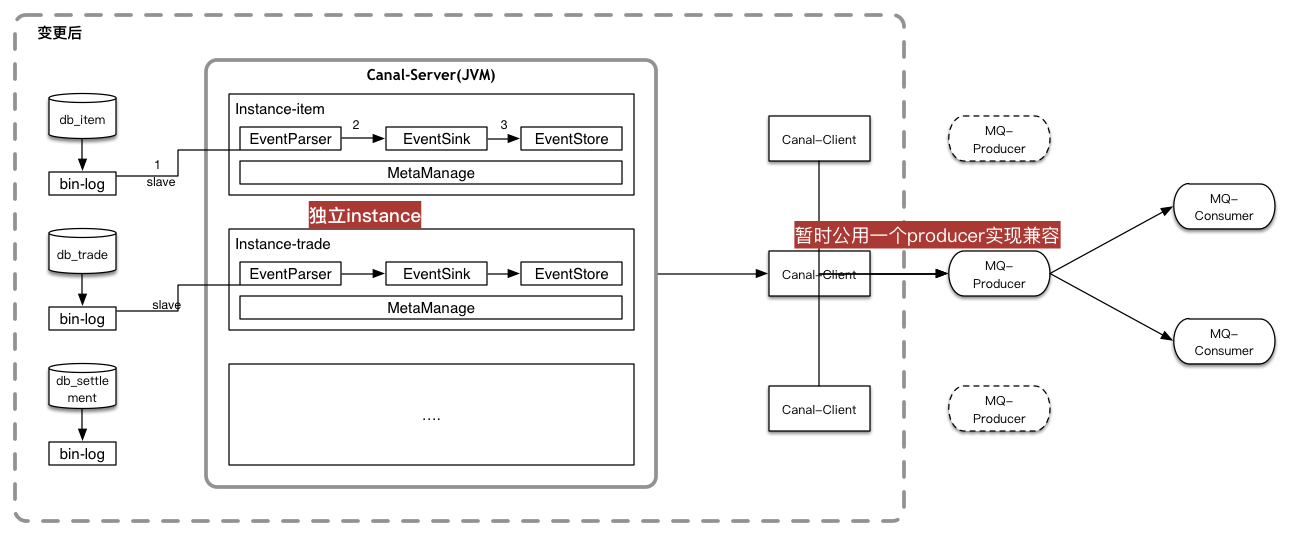 变更后
Canal-Server(JVM)
db_item
bin-log
1
slave
Instance-item
EventParser
2
EventSink
3
EventStore
MetaManage
独立instance
db_trade
bin-log
slave
Instance-trade
EventParser
EventSink
EventStore
MetaManage
db_settle
ment
bin-log
....
Canal-Client
Canal-Client
Canal-Client
暂时公用一个producer实现兼容
MQ-
Producer
MQ-
Producer
MQ-
Producer
MQ-
Consumer
MQ-
Consumer